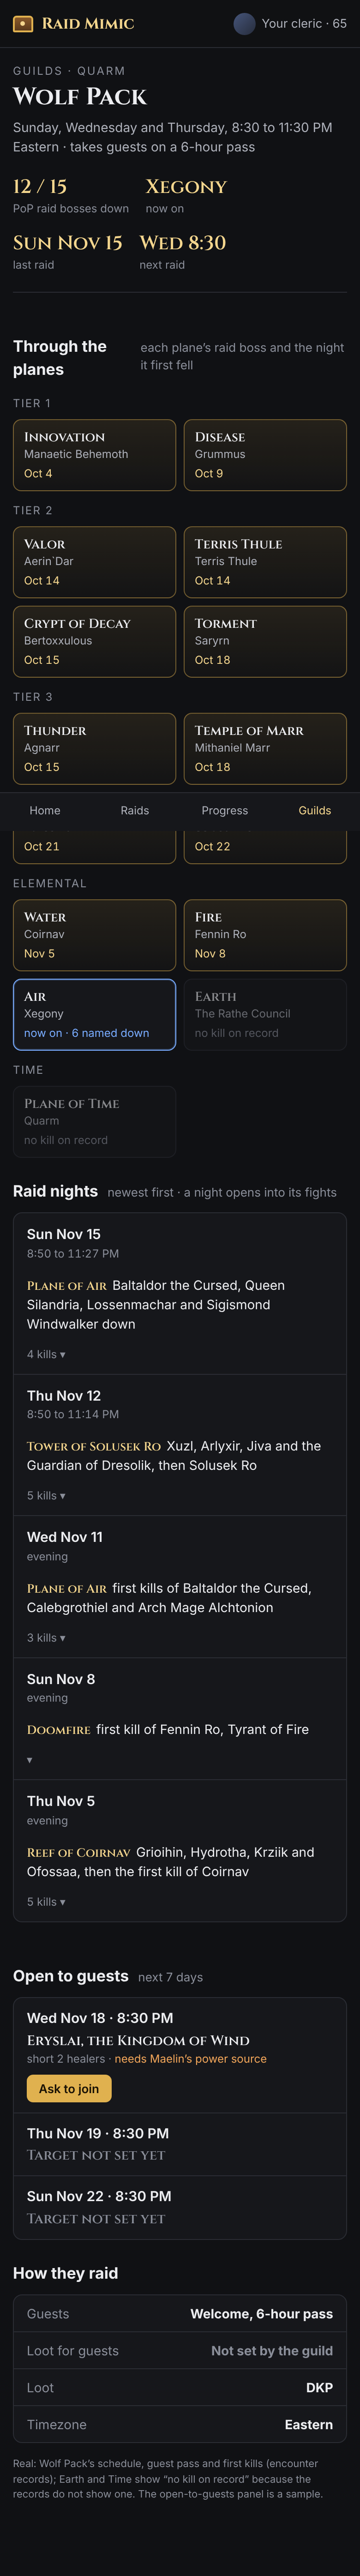 RAID MIMIC
Your cleric · 65
GUILDS · QUARM
WOLF PACK
Sunday, Wednesday and Thursday, 8:30 to 11:30 PM
Eastern · takes guests on a 6-hour pass
12 / 15
PoP raid bosses down
XEGONY
now on
SUN NOV 15
last raid
WED 8:30
next raid
Through the
planes
each plane's raid boss and the night
it first fell
TIER 1
INNOVATION
Manaetic Behemoth
Oct 4
DISEASE
Grummus
Oct 9
TIER 2
VALOR
Aerin`Dar
Oct 14
TERRIS THULE
Terris Thule
Oct 14
CRYPT OF DECAY
Bertoxxulous
Oct 15
TORMENT
Saryrn
Oct 18
TIER 3
THUNDER
Agnarr
Oct 15
TEMPLE OF MARR
Mithaniel Marr
Oct 18
Home
Raids
Progress
Guilds
Oct 21
Oct 22
ELEMENTAL
WATER
Coirnav
Nov 5
FIRE
Fennin Ro
Nov 8
AIR
Xegony
now on · 6 named down
EARTH
The Rathe Council
no kill on record
TIME
PLANE OF TIME
Quarm
no kill on record
Raid nights newest first · a night opens into its fights
Sun Nov 15
8:50 to 11:27 PM
PLANE OF AIR Baltaldor the Cursed, Queen
Silandria, Lossenmachar and Sigismond
Windwalker down
4 kills ▾
Thu Nov 12
8:50 to 11:14 PM
TOWER OF SOLUSEK RO Xuzl, Arlyxir, Jiva and the
Guardian of Dresolik, then Solusek Ro
5 kills ▾
Wed Nov 11
evening
PLANE OF AIR first kills of Baltaldor the Cursed,
Calebgrothiel and Arch Mage Alchtonion
3 kills ▾
Sun Nov 8
evening
DOOMFIRE first kill of Fennin Ro, Tyrant of Fire
▾
Thu Nov 5
evening
REEF OF COIRNAV Grioihin, Hydrotha, Krziik and
Ofossaa, then the first kill of Coirnav
5 kills ▾
Open to guests next 7 days
Wed Nov 18 · 8:30 PM
ERYSLAI, THE KINGDOM OF WIND
short 2 healers · needs Maelin's power source
Ask to join
Thu Nov 19 · 8:30 PM
TARGET NOT SET YET
Sun Nov 22 · 8:30 PM
TARGET NOT SET YET
How they raid
Guests Welcome, 6-hour pass
Loot for guests Not set by the guild
Loot DKP
Timezone Eastern
Real: Wolf Pack's schedule, guest pass and first kills (encounter
records); Earth and Time show "no kill on record" because the
records do not show one. The open-to-guests panel is a sample.